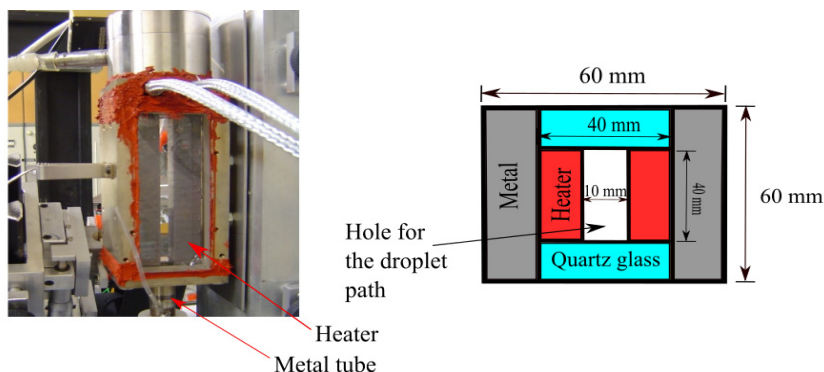 60 mm
40 mm
Metal
Heater
10 mm
40 mm
60 mm
Hole for
the droplet
path
Quartz glass
Heater
Metal tube